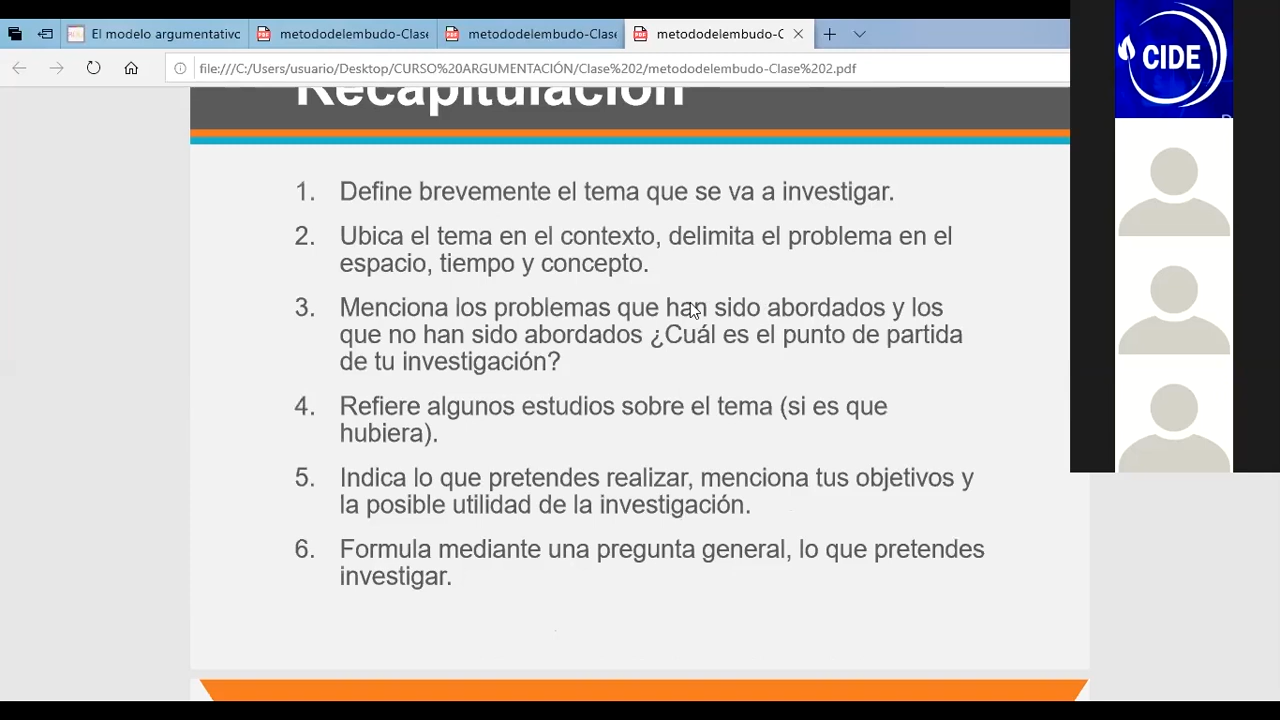 El modelo argumentativo
metododelembudo-Clase
metododelembudo-Clase
metododelembudo-C
file:///C:/Users/usuario/Desktop/CURSO%20ARGUMENTACIÓN/Clase%202/metododelembudo-Clase%202.pdf
CIDE
Recapitulación
1. Define brevemente el tema que se va a investigar.
2. Ubica el tema en el contexto, delimita el problema en el
espacio, tiempo y concepto.
3. Menciona los problemas que han sido abordados y los
que no han sido abordados ¿Cuál es el punto de partida
de tu investigación?
4. Refiere algunos estudios sobre el tema (si es que
hubiera).
5. Indica lo que pretendes realizar, menciona tus objetivos y
la posible utilidad de la investigación.
6. Formula mediante una pregunta general, lo que pretendes
investigar.